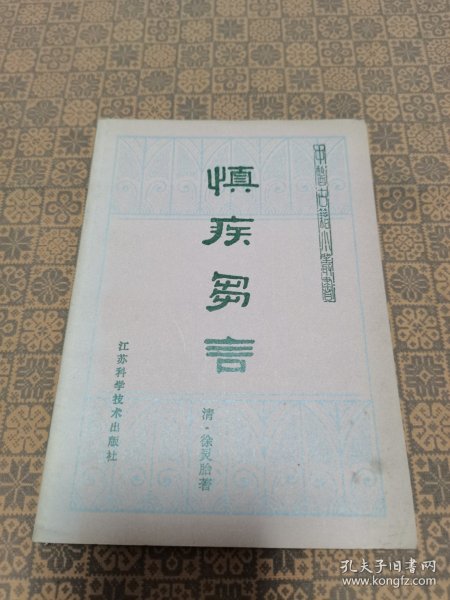 中医古籍小丛书
慎疾刍言
清·徐灵胎著
江苏科学技术出版社
孔夫子旧书网
www.kongfz.com